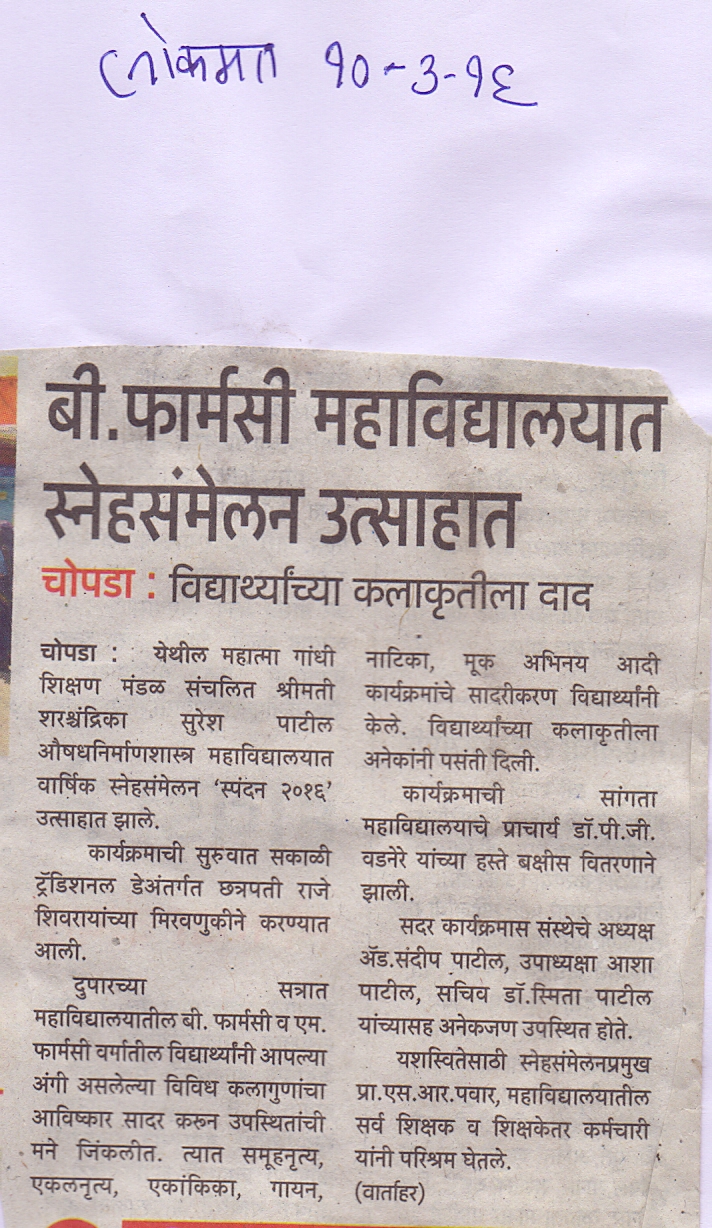 लोकमत १०-३-१६
बी.फार्मसी महाविद्यालयात
स्नेहसंमेलन उत्साहात
चोपडा : विद्यार्थ्यांच्या कलाकृतीला दाद
चोपडा : येथील महात्मा गांधी
शिक्षण मंडळ संचलित श्रीमती
शरश्चंद्रिका सुरेश पाटील
औषधनिर्माणशास्त्र महाविद्यालयात
वार्षिक स्नेहसंमेलन ‘स्पंदन २०१६’
उत्साहात झाले.
कार्यक्रमाची सुरुवात सकाळी
ट्रॅडिशनल डेअंतर्गत छत्रपती राजे
शिवरायांच्या मिरवणुकीने करण्यात
आली.
दुपारच्या सत्रात
महाविद्यालयातील बी. फार्मसी व एम.
फार्मसी वर्गातील विद्यार्थ्यांनी आपल्या
अंगी असलेल्या विविध कलागुणांचा
आविष्कार सादर करून उपस्थितांची
मने जिंकलीत. त्यात समूहनृत्य,
एकलनृत्य, एकांकिका, गायन,
नाटिका, मूक अभिनय आदी
कार्यक्रमांचे सादरीकरण विद्यार्थ्यांनी
केले. विद्यार्थ्यांच्या कलाकृतीला
अनेकांनी पसंती दिली.
कार्यक्रमाची सांगता
महाविद्यालयाचे प्राचार्य डॉ.पी.जी.
वडनेरे यांच्या हस्ते बक्षीस वितरणाने
झाली.
सदर कार्यक्रमास संस्थेचे अध्यक्ष
अ‍ॅड.संदीप पाटील, उपाध्यक्षा आशा
पाटील, सचिव डॉ.स्मिता पाटील
यांच्यासह अनेकजण उपस्थित होते.
यशस्वितेसाठी स्नेहसंमेलनप्रमुख
प्रा.एस.आर.पवार, महाविद्यालयातील
सर्व शिक्षक व शिक्षकेतर कर्मचारी
यांनी परिश्रम घेतले.
(वार्ताहर)